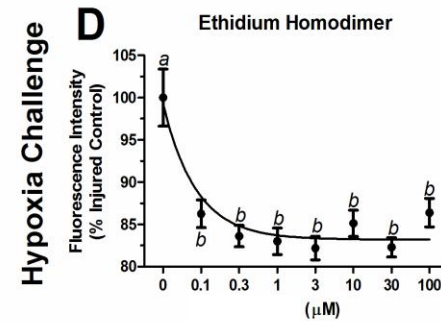 Hypoxia Challenge
D
Ethidium Homodimer
Fluorescence Intensity
(% Injured Control)
105
100
95
90
85
80
a
b
b
b
b
b
b
b
0
0.1
0.3
1
3
10
30
100
(μM)